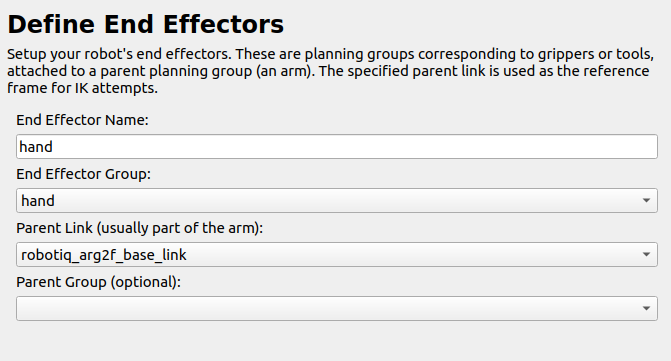 Define End Effectors
Setup your robot's end effectors. These are planning groups corresponding to grippers or tools,
attached to a parent planning group (an arm). The specified parent link is used as the reference
frame for IK attempts.
End Effector Name:
hand
End Effector Group:
hand
Parent Link (usually part of the arm):
robotiq_arg2f_base_link
Parent Group (optional):